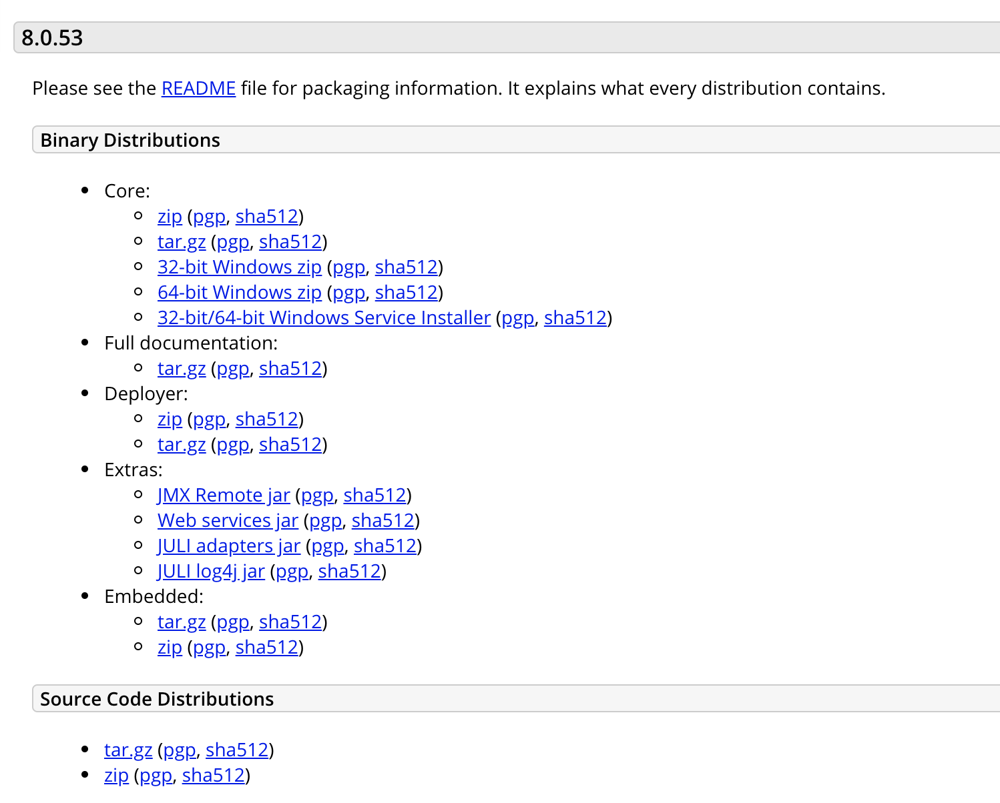 8.0.53
Please see the README file for packaging information. It explains what every distribution contains.
Binary Distributions
Core:
zip (pgp, sha512)
tar.gz (pgp, sha512)
32-bit Windows zip (pgp, sha512)
64-bit Windows zip (pgp, sha512)
32-bit/64-bit Windows Service Installer (pgp, sha512)
Full documentation:
tar.gz (pgp, sha512)
Deployer:
zip (pgp, sha512)
tar.gz (pgp, sha512)
Extras:
JMX Remote jar (pgp, sha512)
Web services jar (pgp, sha512)
JULI adapters jar (pgp, sha512)
JULI log4j jar (pgp, sha512)
Embedded:
tar.gz (pgp, sha512)
zip (pgp, sha512)
Source Code Distributions
tar.gz (pgp, sha512)
zip (pgp, sha512)